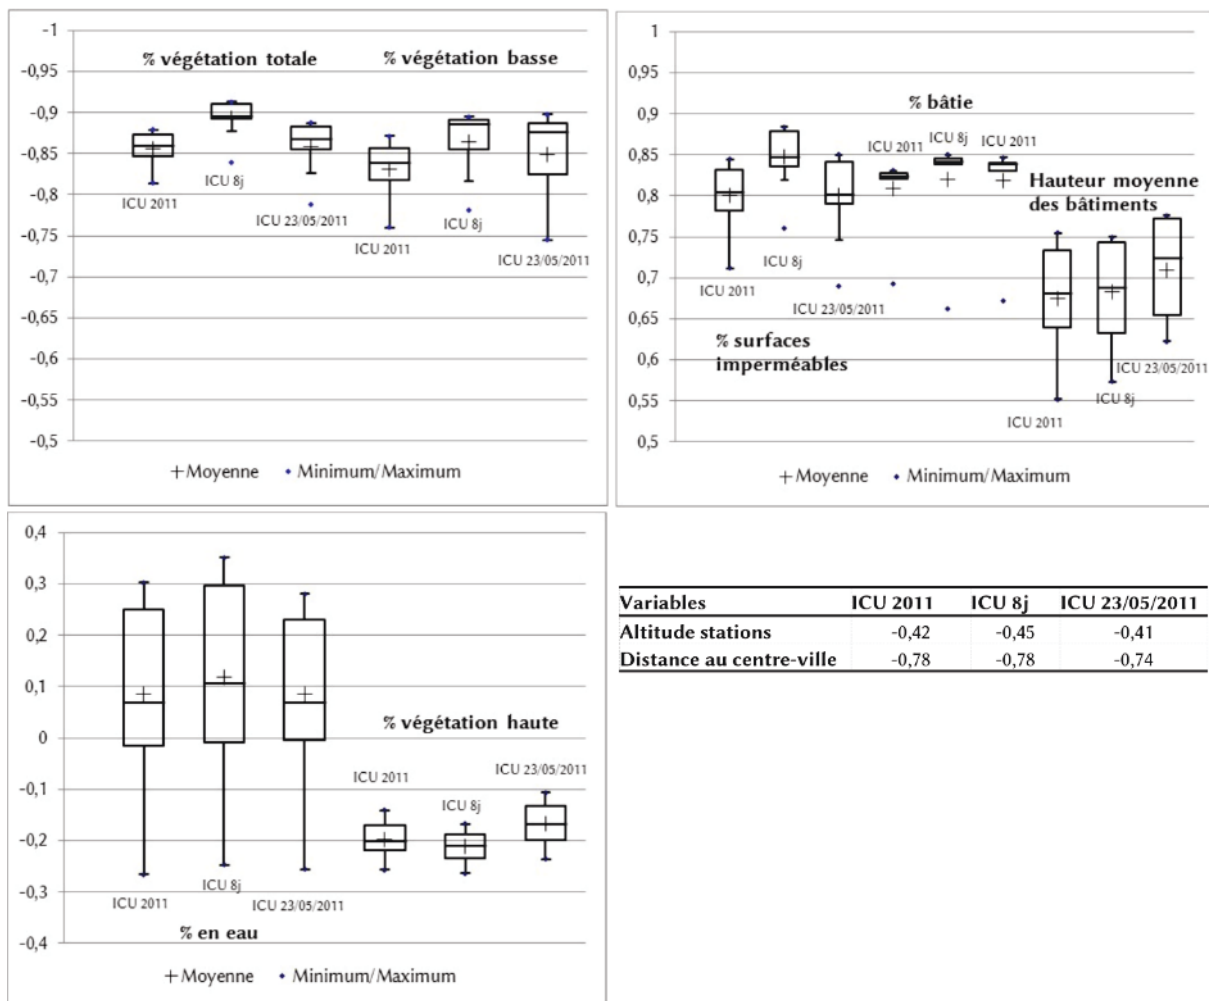 -1
-0,95
-0,9
-0,85
-0,8
-0,75
-0,7
-0,65
-0,6
-0,55
-0,5
% végétation totale
% végétation basse
ICU 2011
ICU 8j
ICU 23/05/2011
ICU 2011
ICU 8j
ICU 23/05/2011
+Moyenne
Minimum/Maximum
1
0,95
0,9
0,85
0,8
0,75
0,7
0,65
0,6
0,55
0,5
% bâtie
ICU 2011
ICU 8j
ICU 2011
Hauteur moyenne
des bâtiments
ICU 2011
ICU 8j
ICU 23/05/2011
% surfaces
imperméables
ICU 2011
ICU 8j
ICU 23/05/2011
+Moyenne
Minimum/Maximum
0,4
0,3
0,2
0,1
0
-0,1
-0,2
-0,3
-0,4
% végétation haute
ICU 2011
ICU 8j
ICU 23/05/2011
ICU 2011
ICU 8j
ICU 23/05/2011
% en eau
+Moyenne
Minimum/Maximum
Variables ICU 2011 ICU 8j ICU 23/05/2011
Altitude stations -0,42 -0,45 -0,41
Distance au centre-ville -0,78 -0,78 -0,74